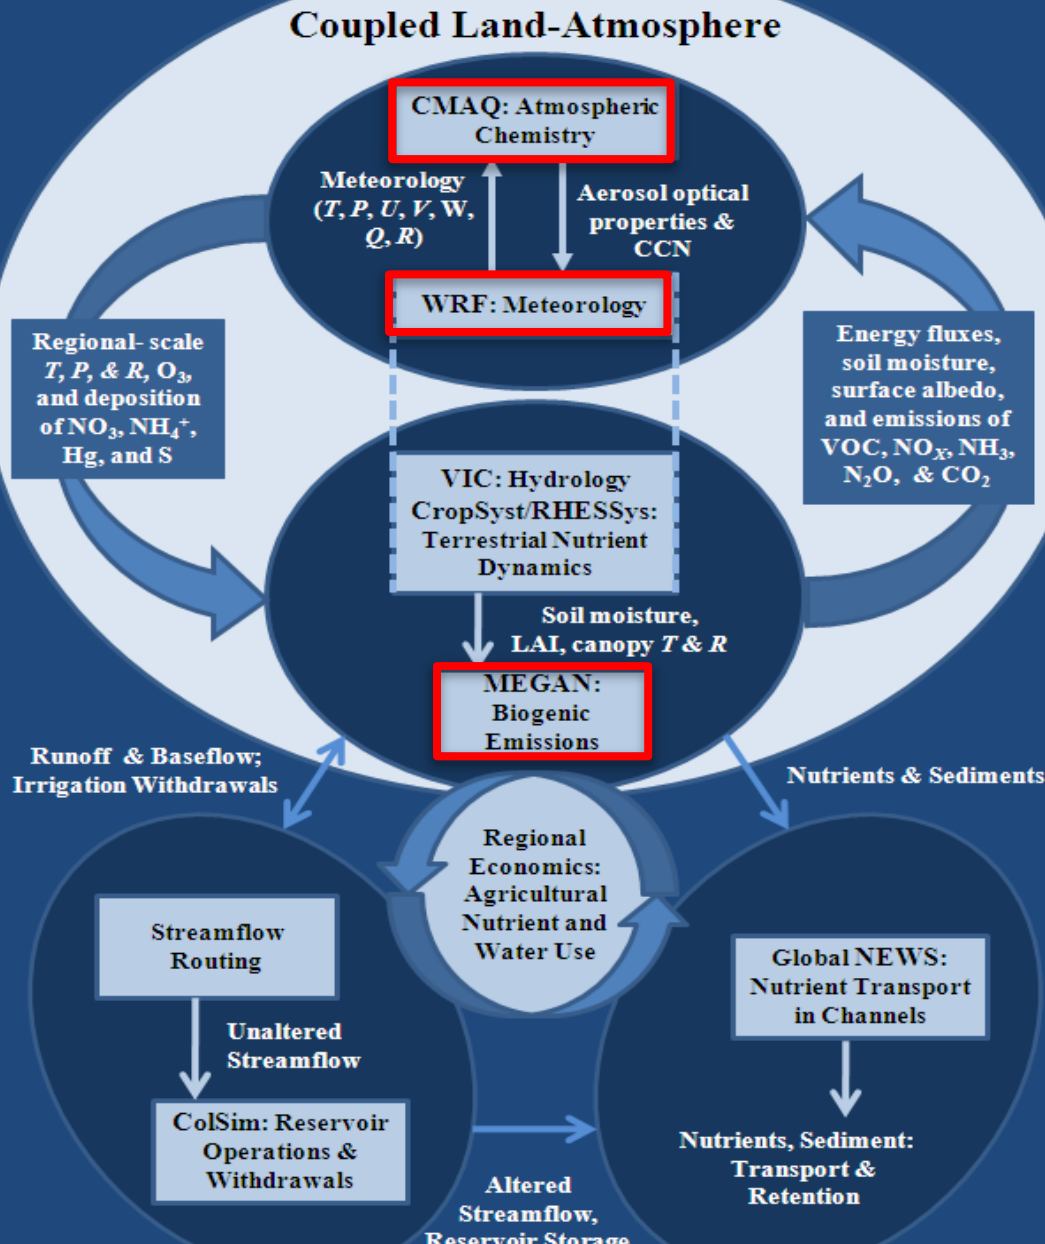 Coupled Land-Atmosphere
CMAQ: Atmospheric
Chemistry
Meteorology
(T, P, U, V, W,
Q, R)
Aerosol optical
properties &
CCN
WRF: Meteorology
Regional- scale
T, P, & R, O₃,
and deposition
of NO₃, NH₄⁺,
Hg, and S
Energy fluxes,
soil moisture,
surface albedo,
and emissions of
VOC, NOX, NH₃,
N₂O, & CO₂
VIC: Hydrology
CropSyst/RHESSys:
Terrestrial Nutrient
Dynamics
Soil moisture,
LAI, canopy T & R
MEGAN:
Biogenic
Emissions
Runoff & Baseflow;
Irrigation Withdrawals
Nutrients & Sediments
Regional
Economics:
Agricultural
Nutrient and
Water Use
Streamflow
Routing
Unaltered
Streamflow
ColSim: Reservoir
Operations &
Withdrawals
Altered
Streamflow,
Reservoir Storage
Global NEWS:
Nutrient Transport
in Channels
Nutrients, Sediment:
Transport &
Retention